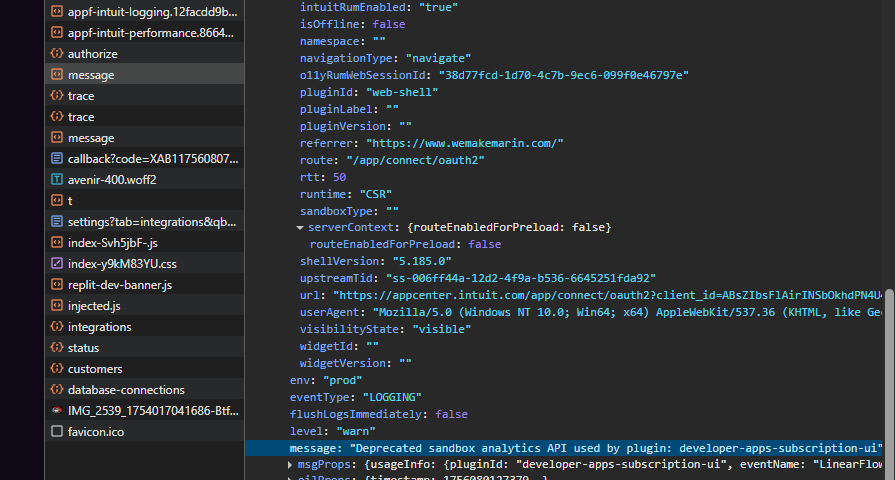 appf-intuit-logging.12facdd9b...
appf-intuit-performance.8664...
authorize
message
trace
trace
message
callback?code=XAB117560807...
avenir-400.woff2
t
settings?tab=integrations&qb...
index-Svh5jbF-.js
index-y9kM83YU.css
replit-dev-banner.js
injected.js
integrations
status
customers
database-connections
IMG_2539_1754017041686-Btf...
favicon.ico
intuitRumEnabled: "true"
isOffline: false
namespace: ""
navigationType: "navigate"
o11yRumWebSessionId: "38d77fcd-1d70-4c7b-9ec6-099f0e46797e"
pluginId: "web-shell"
pluginLabel: ""
pluginVersion: ""
referrer: "https://www.wemakemarin.com/"
route: "/app/connect/oauth2"
rtt: 50
runtime: "CSR"
sandboxType: ""
serverContext: {routeEnabledForPreload: false}
routeEnabledForPreload: false
shellVersion: "5.185.0"
upstreamTid: "ss-006ff44a-12d2-4f9a-b536-6645251fda92"
url: "https://appcenter.intuit.com/app/connect/oauth2?client_id=ABsZIbsFlAirINSbOkhdPN4U
userAgent: "Mozilla/5.0 (Windows NT 10.0; Win64; x64) AppleWebKit/537.36 (KHTML, like Ge
visibilityState: "visible"
widgetId: ""
widgetVersion: ""
env: "prod"
eventType: "LOGGING"
flushLogsImmediately: false
level: "warn"
message: "Deprecated sandbox analytics API used by plugin: developer-apps-subscription-ui"
msgProps: {usageInfo: {pluginId: "developer-apps-subscription-ui", eventName: "LinearFlow
{timestamp: 1756080127379,